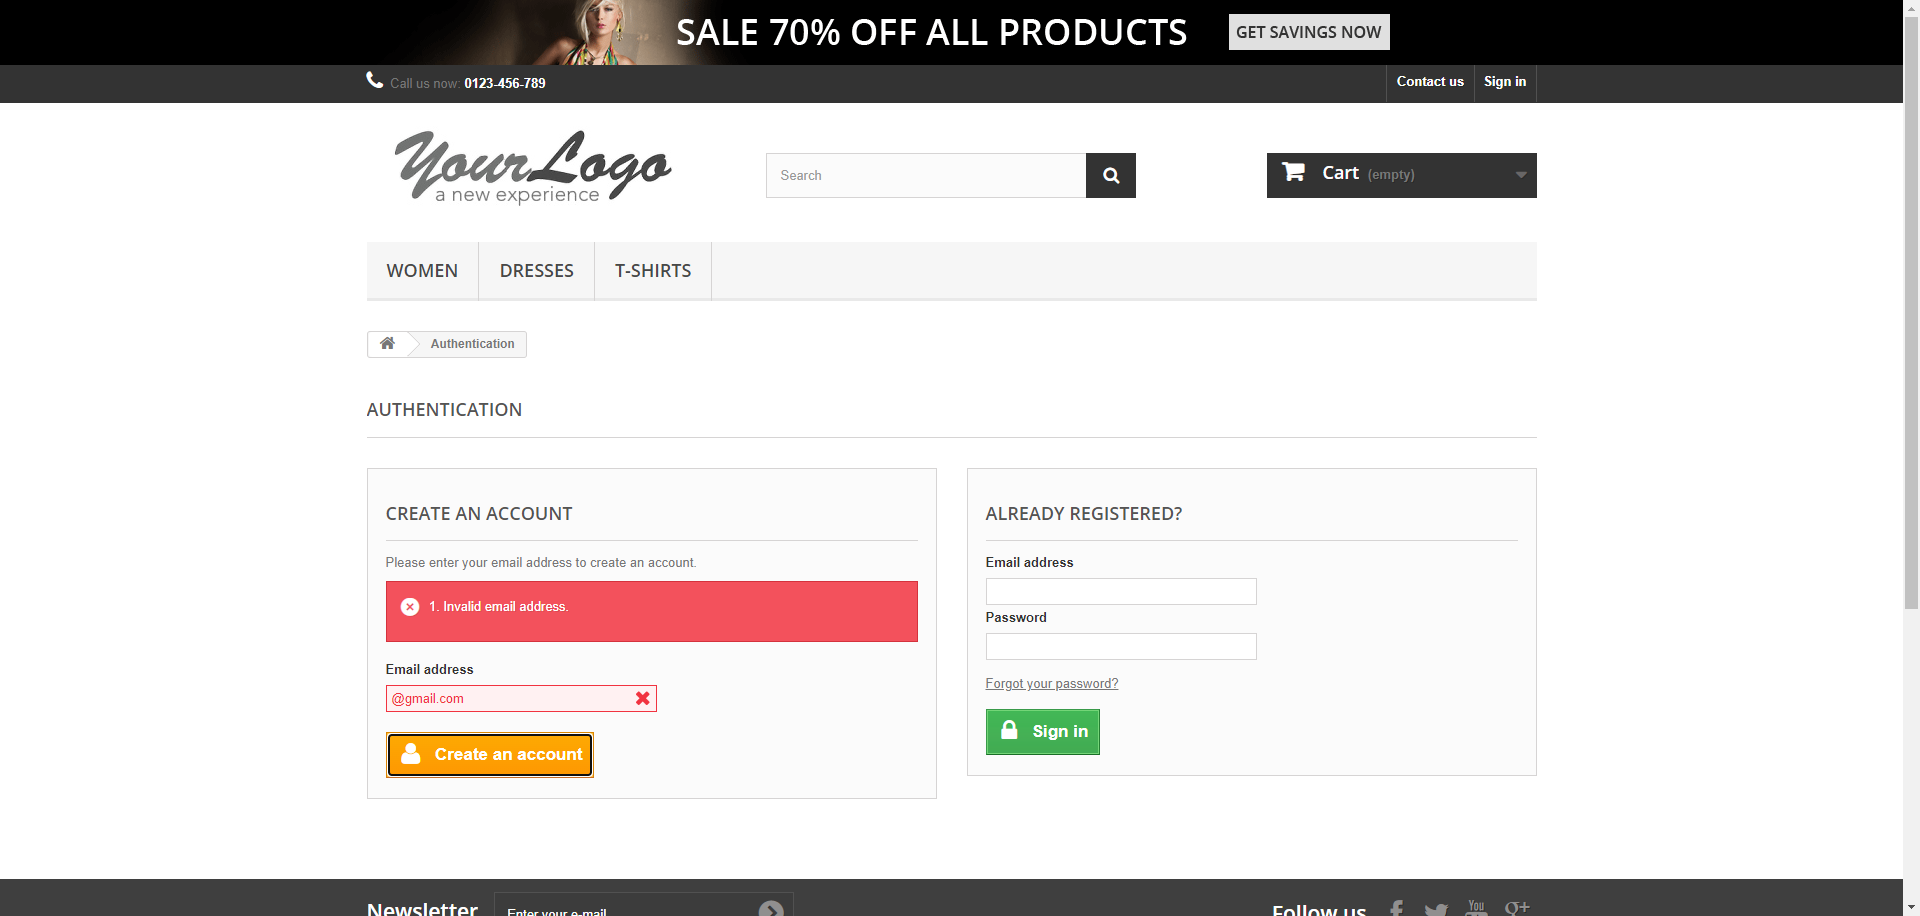 SALE 70% OFF ALL PRODUCTS GET SAVINGS NOW
Call us now: 0123-456-789
Contact us Sign in
YourLogo
a new experience
Search
Cart (empty)
WOMEN DRESSES T-SHIRTS
Authentication
AUTHENTICATION
CREATE AN ACCOUNT
Please enter your email address to create an account.
1. Invalid email address.
Email address
@gmail.com
Create an account
ALREADY REGISTERED?
Email address
Password
Forgot your password?
Sign in
Newsletter Enter your e-mail
Follow us You g+